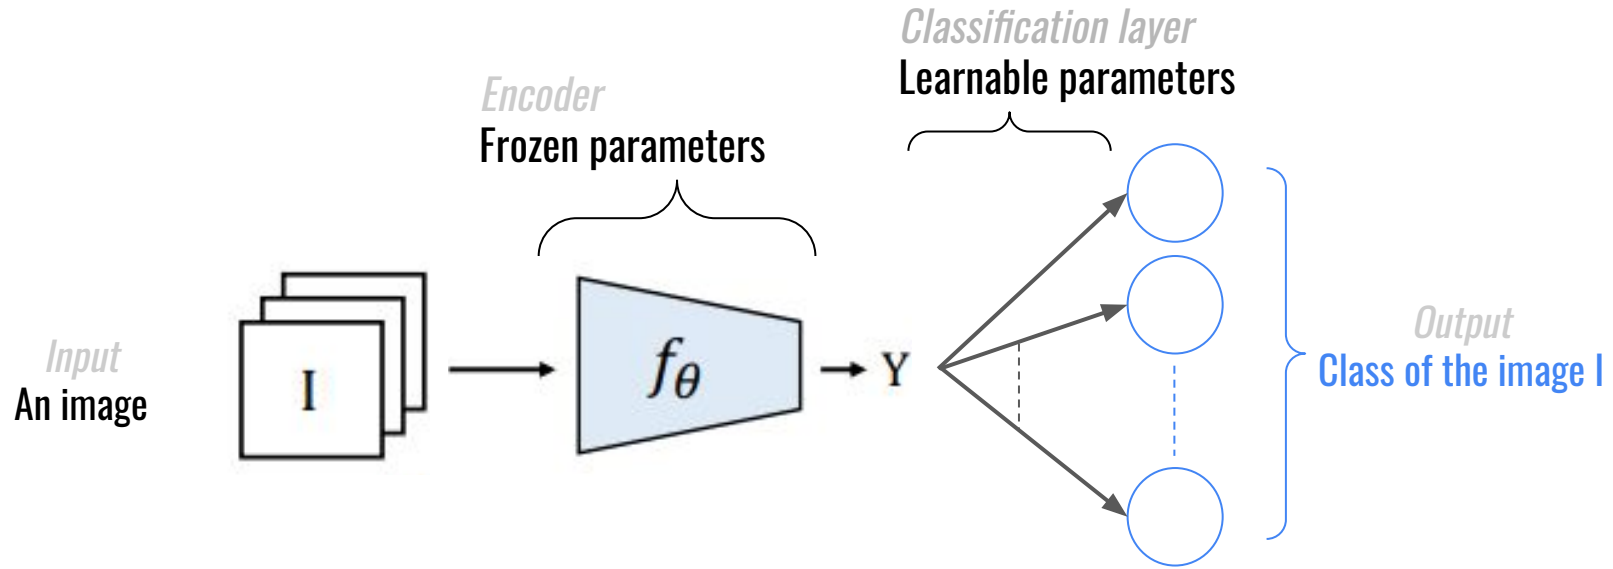 Classification layer
Learnable parameters
Encoder
Frozen parameters
Input
An image
I
fθ
Y
Output
Class of the image I